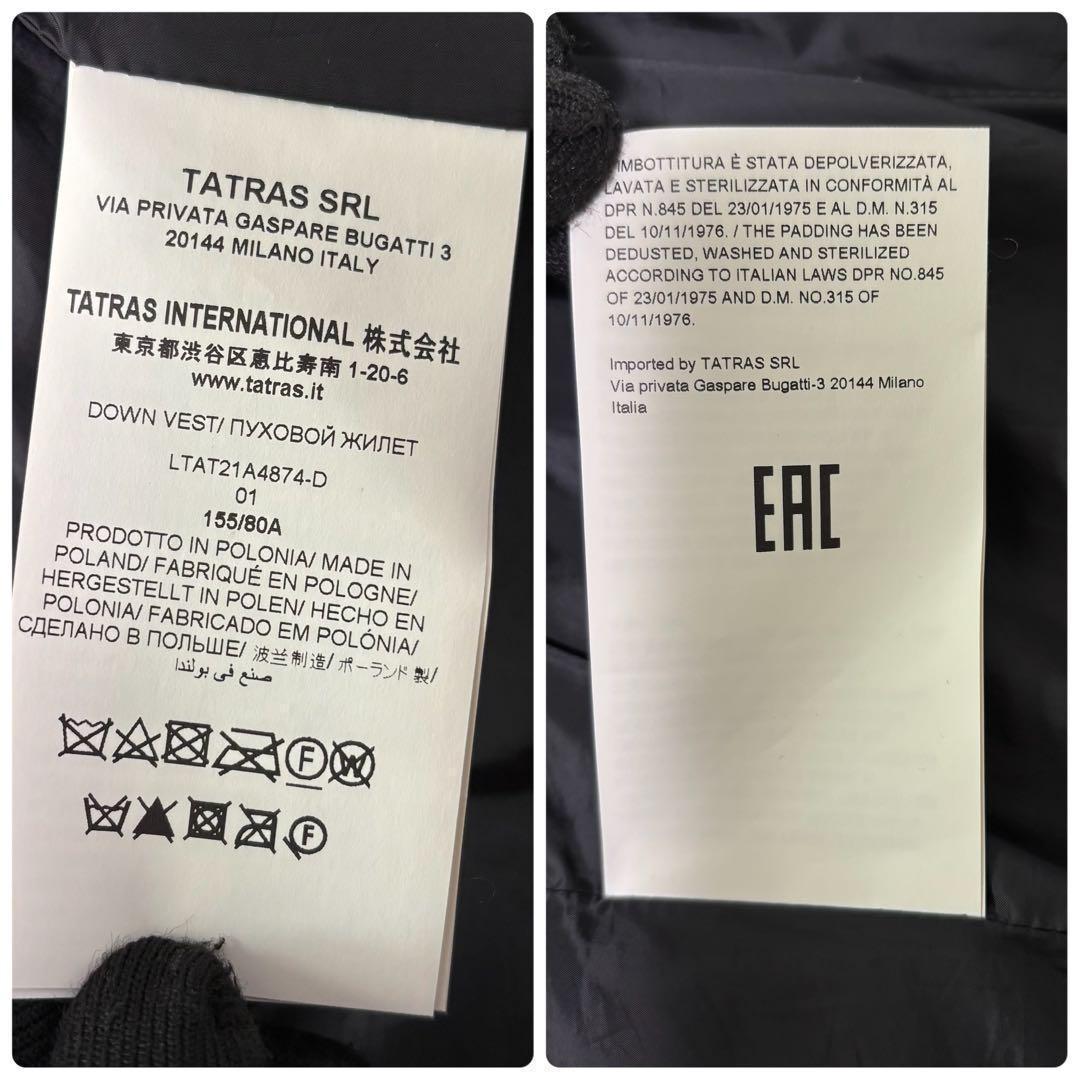 TATRAS SRL
VIA PRIVATA GASPARE BUGATTI 3
20144 MILANO ITALY
TATRAS INTERNATIONAL 株式会社
東京都渋谷区恵比寿南 1-20-6
www.tatras.it
DOWN VEST/ ПУХОВОЙ ЖИЛЕТ
LTAT21A4874-D
01
155/80A
PRODOTTO IN POLONIA/ MADE IN
POLAND/ FABRIQUÉ EN POLOGNE/
HERGESTELLT IN POLEN/ HECHO EN
POLONIA/ FABRICADO EM POLÓNIA/
СДЕЛАНО В ПОЛЬШЕ/ 波兰制造/ ポーランド 製/
صنع في بولندا
F W
F
IMBOTTITURA È STATA DEPOLVERIZZATA,
LAVATA E STERILIZZATA IN CONFORMITÀ AL
DPR N.845 DEL 23/01/1975 E AL D.M. N.315
DEL 10/11/1976. / THE PADDING HAS BEEN
DEDUSTED, WASHED AND STERILIZED
ACCORDING TO ITALIAN LAWS DPR NO.845
OF 23/01/1975 AND D.M. NO.315 OF
10/11/1976.
Imported by TATRAS SRL
Via privata Gaspare Bugatti-3 20144 Milano
Italia
EAC